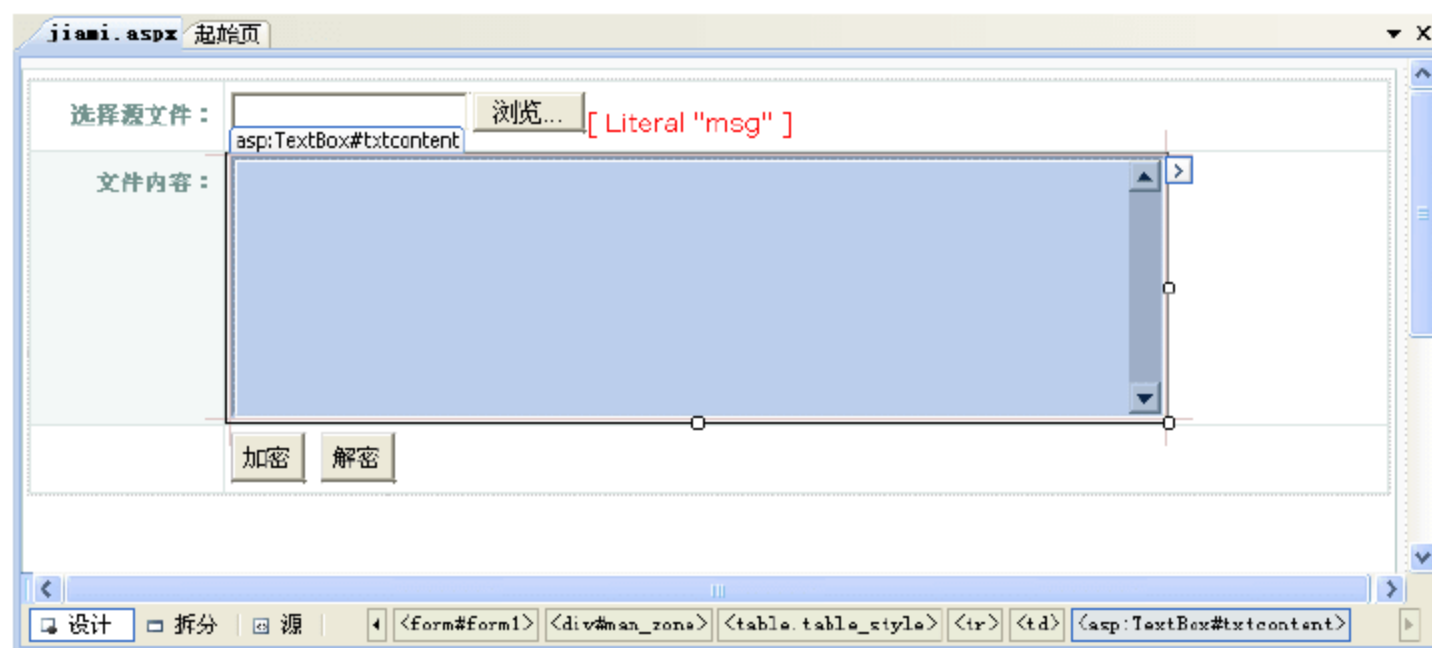 jiami.aspx 起始页
选择源文件： 浏览... [ Literal "msg" ]
asp:TextBox#txtcontent
文件内容：
加密 解密
设计 拆分 源 <form#form1> <div#man_zone> <table.table_style> <tr> <td> <asp:TextBox#txtcontent>